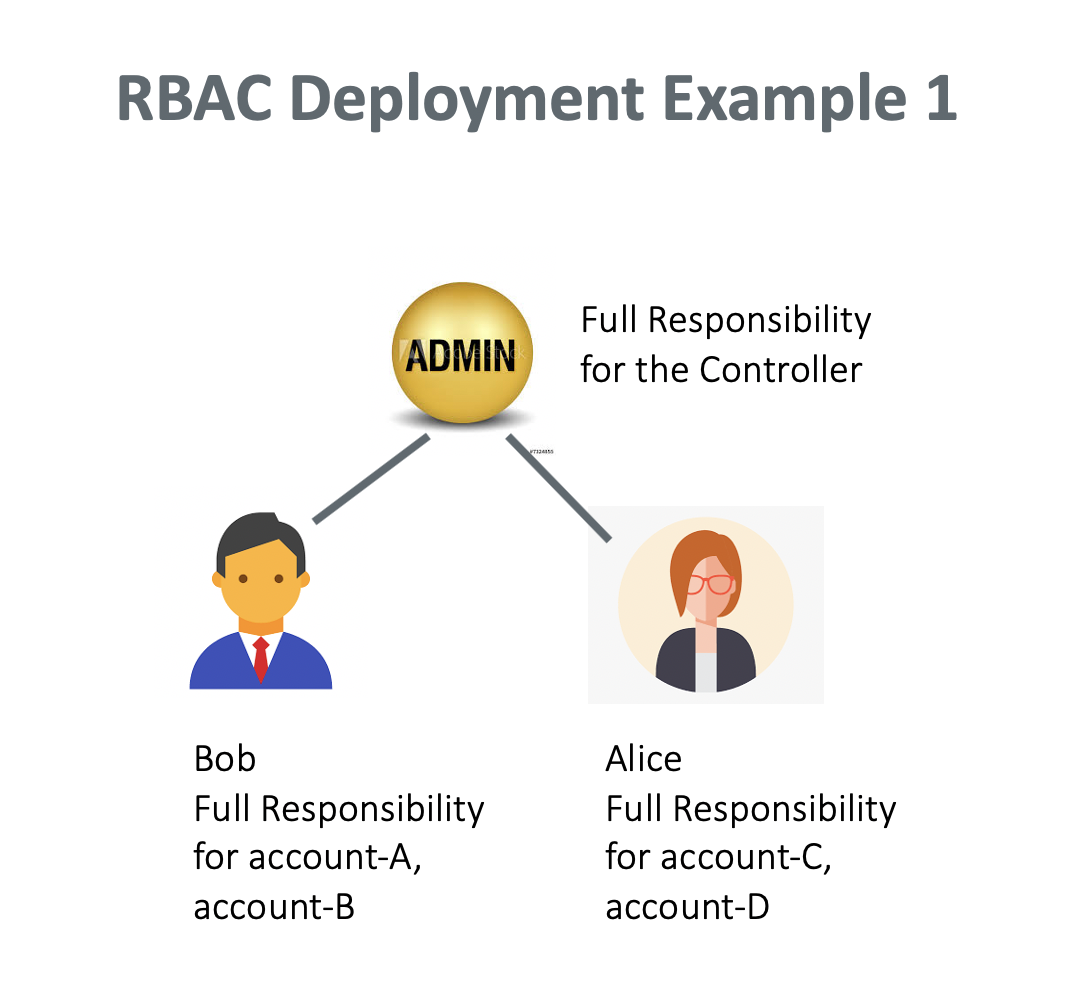 RBAC Deployment Example 1
ADMIN
Full Responsibility
for the Controller
Bob
Full Responsibility
for account-A,
account-B
Alice
Full Responsibility
for account-C,
account-D